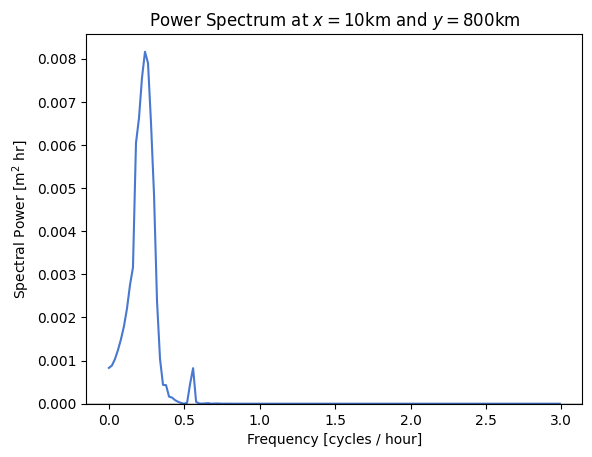 Power Spectrum at x = 10km and y = 800km
Spectral Power [m² hr]
0.008
0.007
0.006
0.005
0.004
0.003
0.002
0.001
0.000
0.0 0.5 1.0 1.5 2.0 2.5 3.0
Frequency [cycles / hour]